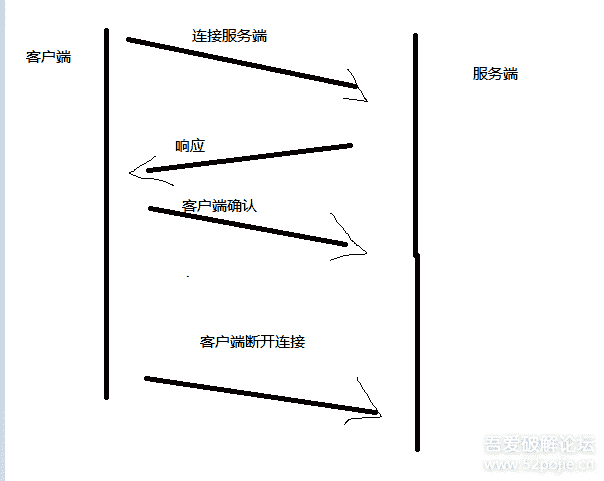 连接服务端
客户端
服务端
响应
客户端确认
客户端断开连接
吾爱破解论坛
www.52pojie.cn